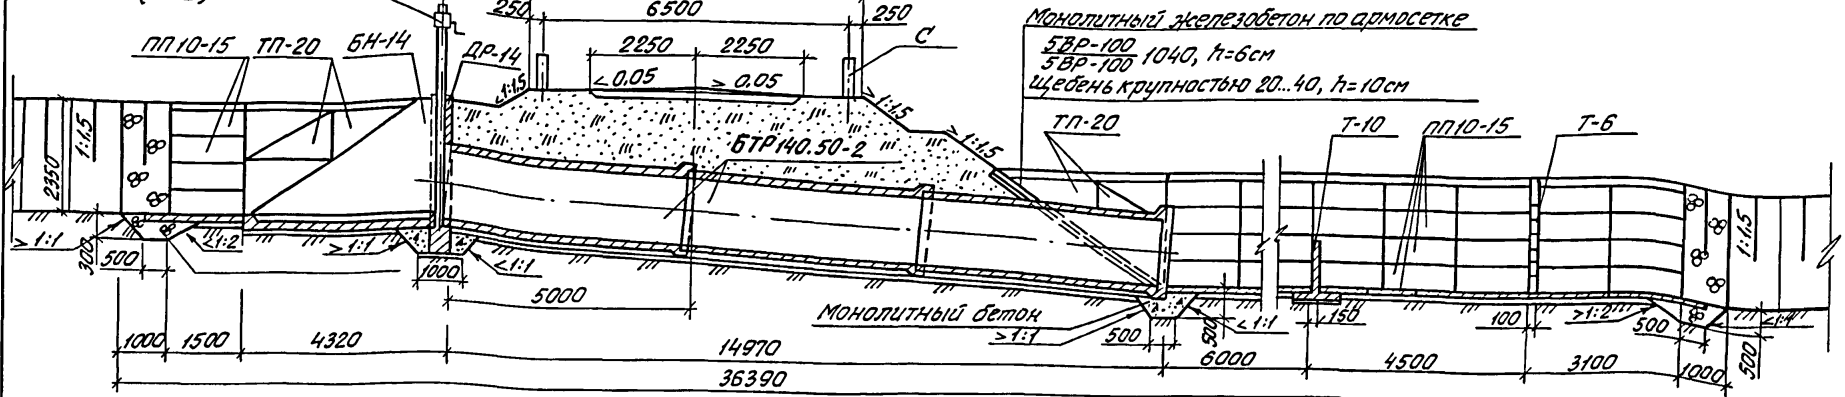 250
6500
250
Монолитный железобетон по армосетке
5ВР-100
5ВР-100
1040, h=6см
Щебень крупностью 20...40, h=10см
ПП10-15
ТП-20
БН-14
ДР-14
2250
2250
С
<0.05
>0.05
<1:1.5
>1:1.5
>1:1.5
БТР140.50-2
ТП-20
Т-10
ПП10-15
Т-6
1:1.5
2350
1:1.5
>1:1
<1:2
>1:1
<1:1
300
500
1000
5000
Монолитный бетон
>1:1
500
500
<1:1
150
100
>1:2
500
<1:4
500
1000
1500
4320
14970
6000
4500
3100
1000
36390